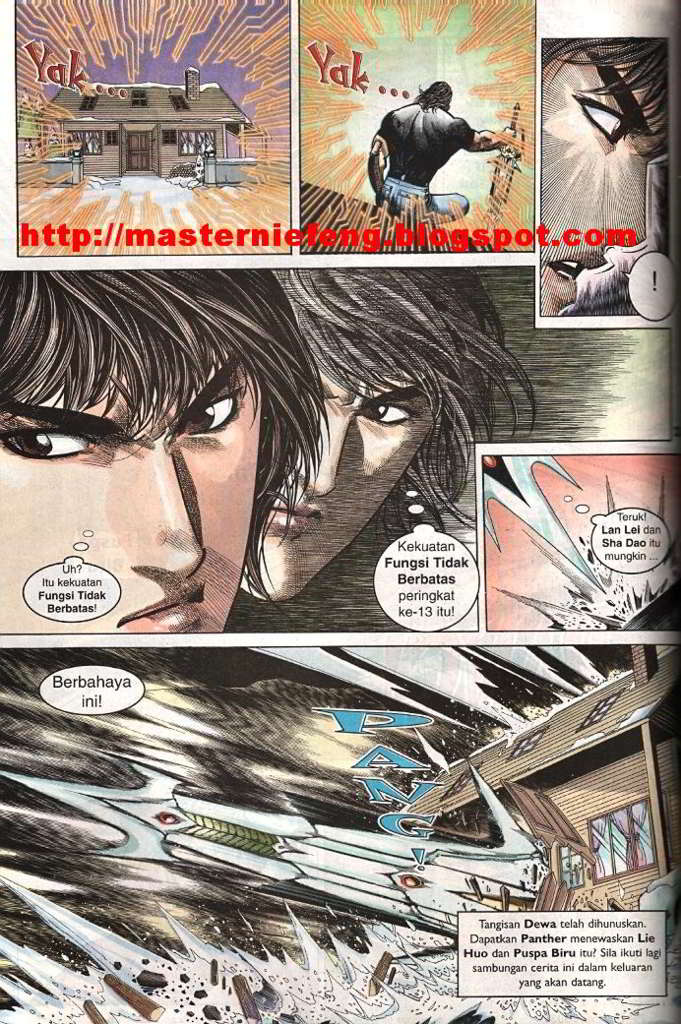 Yak ...
Yak ...
http://masterniefeng.blogspot.com
!
Uh?
Itu kekuatan
Fungsi Tidak
Berbatas!
Kekuatan
Fungsi Tidak
Berbatas
peringkat
ke-13 itu!
Teruk!
Lan Lei dan
Sha Dao itu
mungkin ...
Berbahaya
ini!
PANG!
Tangisan Dewa telah dihunuskan.
Dapatkan Panther menewaskan Lie
Huo dan Puspa Biru itu? Sila ikuti lagi
sambungan cerita ini dalam keluaran
yang akan datang.